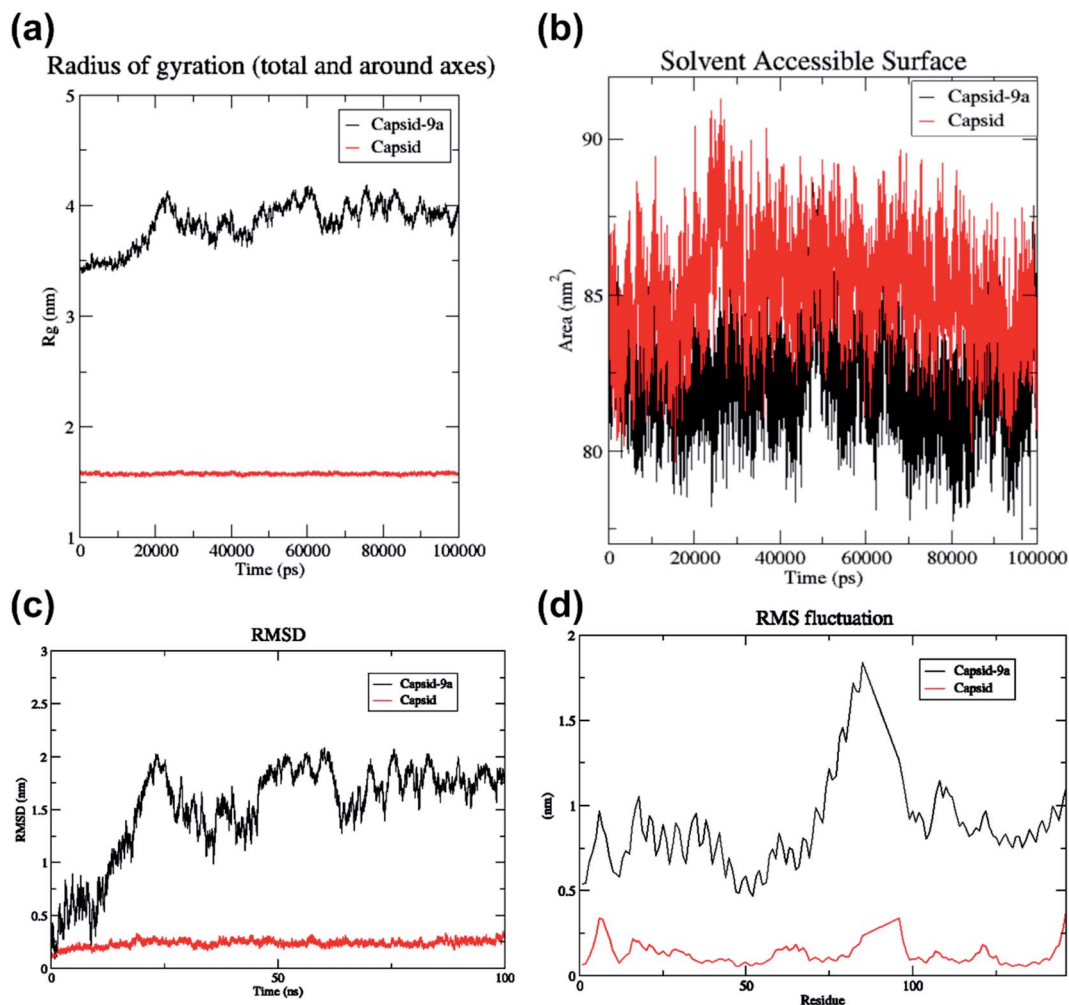 (a)
Radius of gyration (total and around axes)
Capsid-9a
Capsid
5
4
3
2
1
Rg (nm)
0 20000 40000 60000 80000 100000
Time (ps)
(b)
Solvent Accessible Surface
Capsid-9a
Capsid
90
85
80
Area (nm²)
0 20000 40000 60000 80000 100000
Time (ps)
(c)
RMSD
Capsid-9a
Capsid
3
2.5
2
1.5
1
0.5
0
RMSD (nm)
0 50 100
Time (ns)
(d)
RMS fluctuation
Capsid-9a
Capsid
2
1.5
1
0.5
0
(nm)
0 50 100
Residue